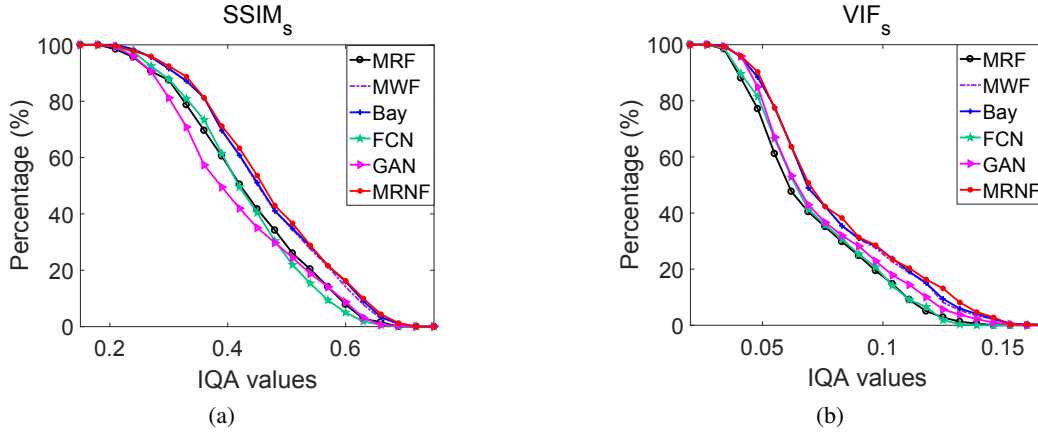 SSIMs
Percentage (%)
100
80
60
40
20
0
MRF
MWF
Bay
FCN
GAN
MRNF
0.2
0.4
0.6
IQA values
(a)
VIFs
Percentage (%)
100
80
60
40
20
0
MRF
MWF
Bay
FCN
GAN
MRNF
0.05
0.1
0.15
IQA values
(b)